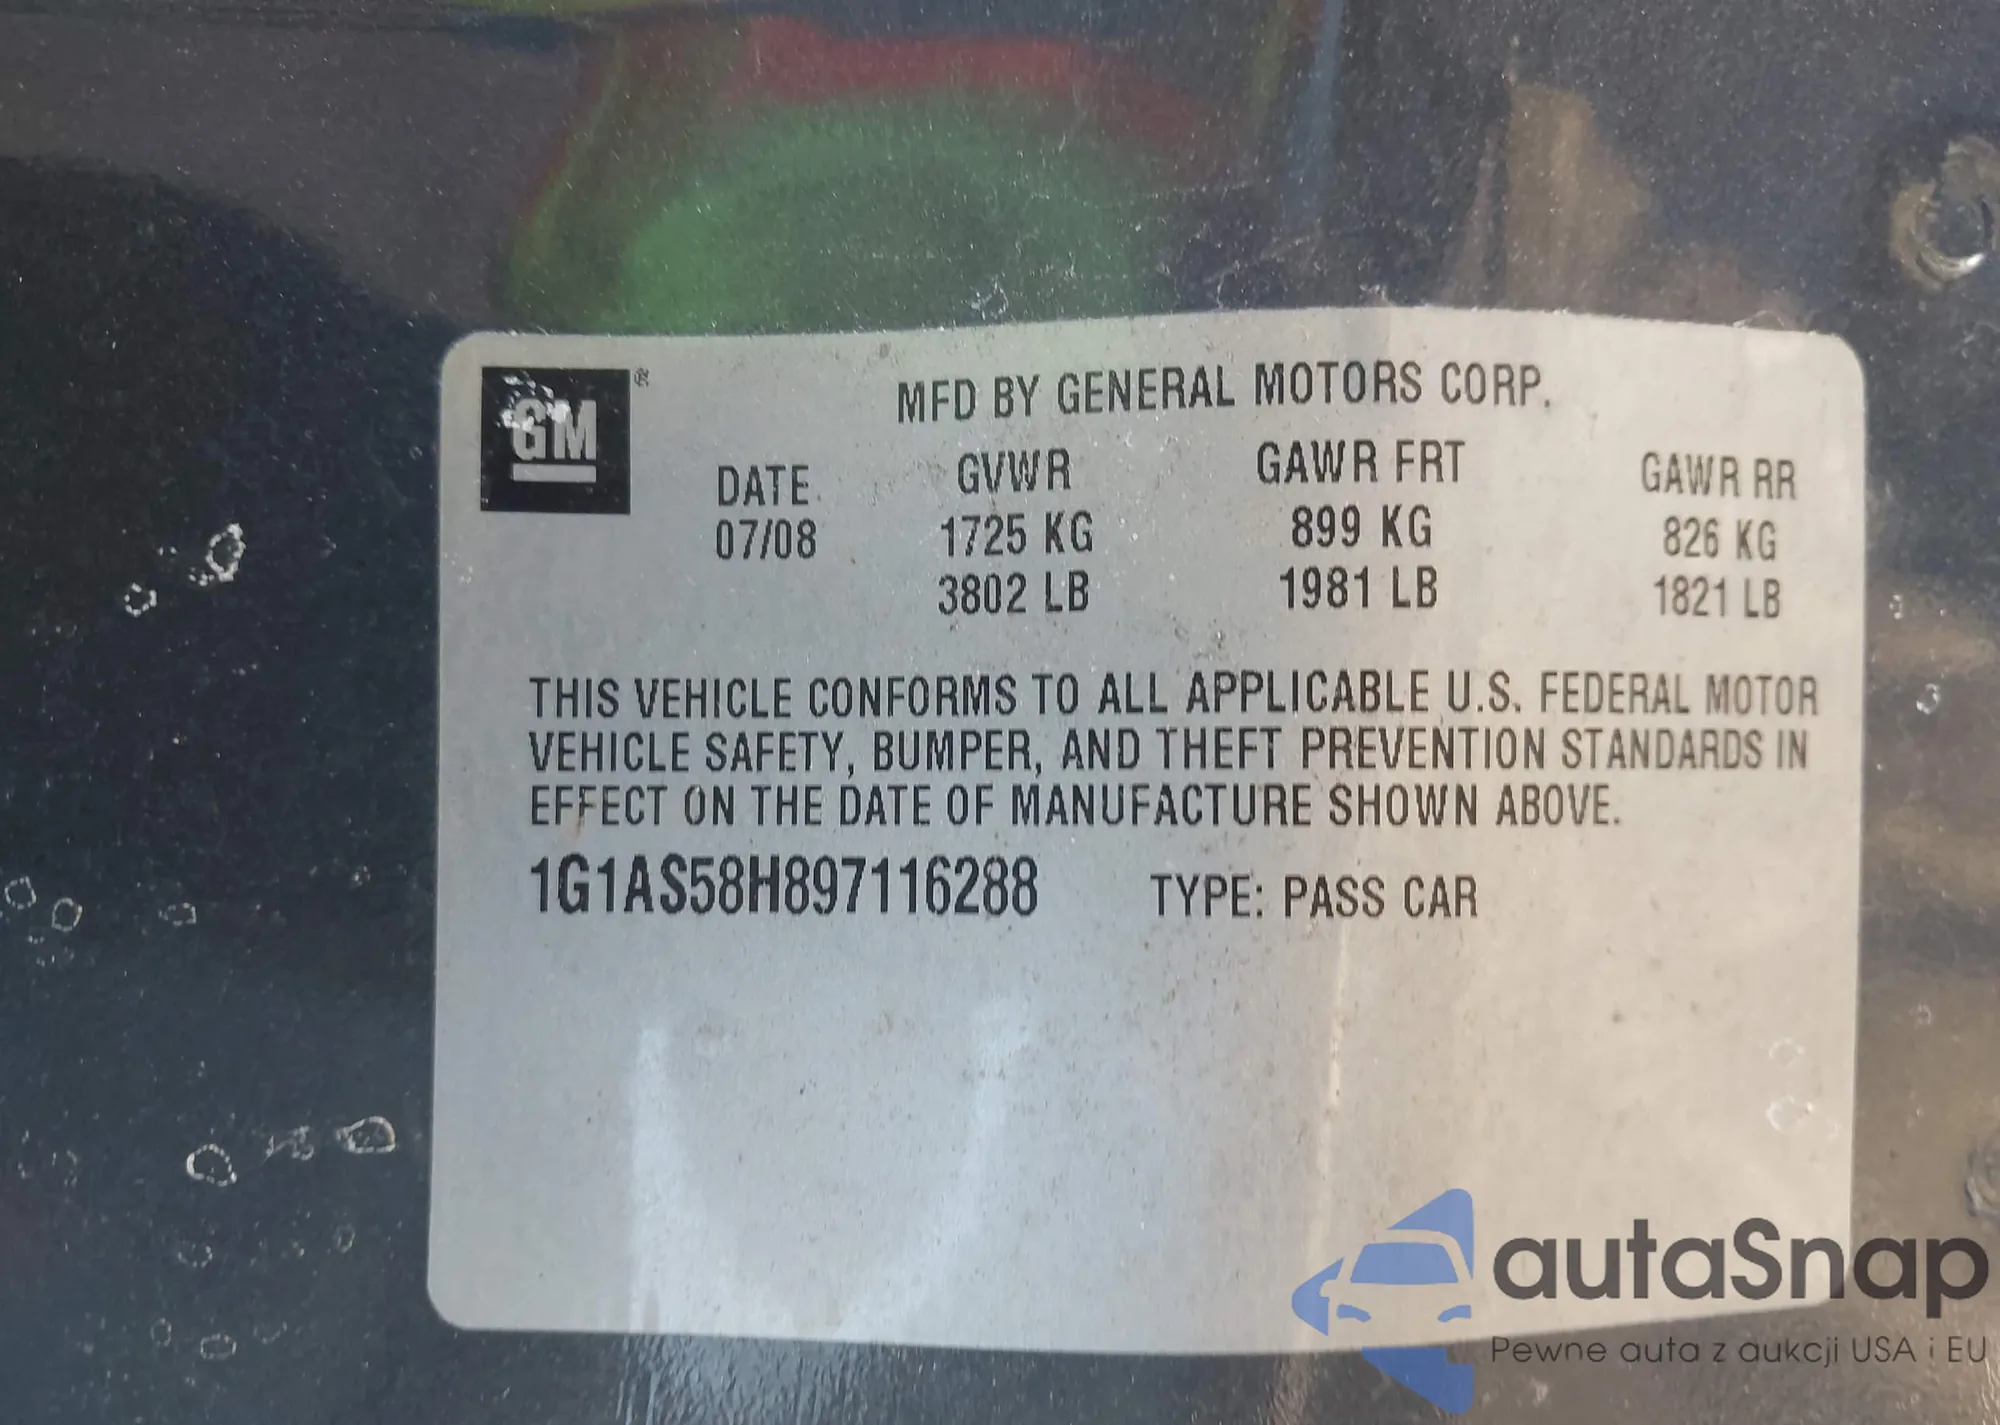 GM®
MFD BY GENERAL MOTORS CORP.
DATE GVWR GAWR FRT GAWR RR
07/08 1725 KG 899 KG 826 KG
3802 LB 1981 LB 1821 LB
THIS VEHICLE CONFORMS TO ALL APPLICABLE U.S. FEDERAL MOTOR
VEHICLE SAFETY, BUMPER, AND THEFT PREVENTION STANDARDS IN
EFFECT ON THE DATE OF MANUFACTURE SHOWN ABOVE.
1G1AS58H897116288 TYPE: PASS CAR
autaSnap
Pewne auta z aukcji USA i EU